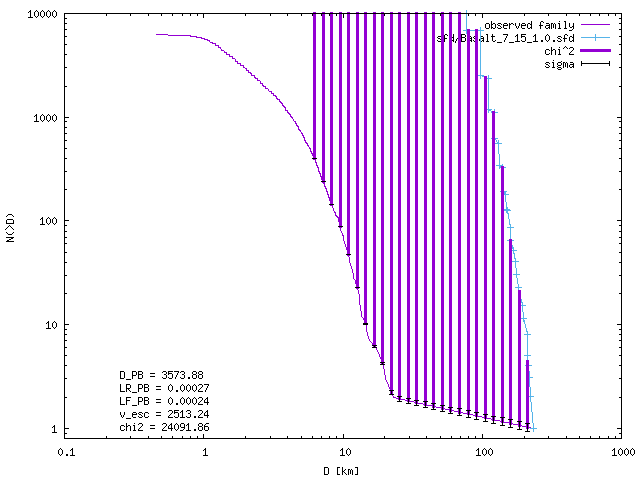 10000
1000
100
10
1
N(>D)
observed family
sfd/Basalt_7_15_1.0.sfd
chi^2
sigma
D_PB = 3573.88
LR_PB = 0.00027
LF_PB = 0.00024
v_esc = 2513.24
chi2 = 24091.86
0.1 1 10 100 1000
D [km]